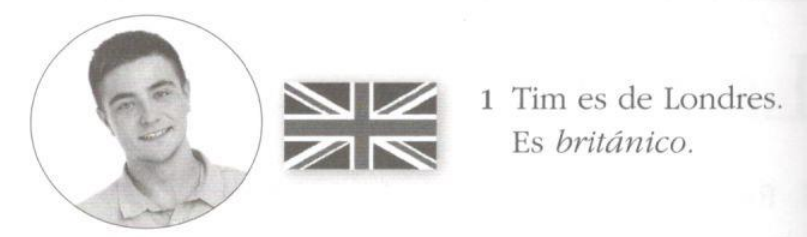 1 Tim es de Londres.
Es británico.